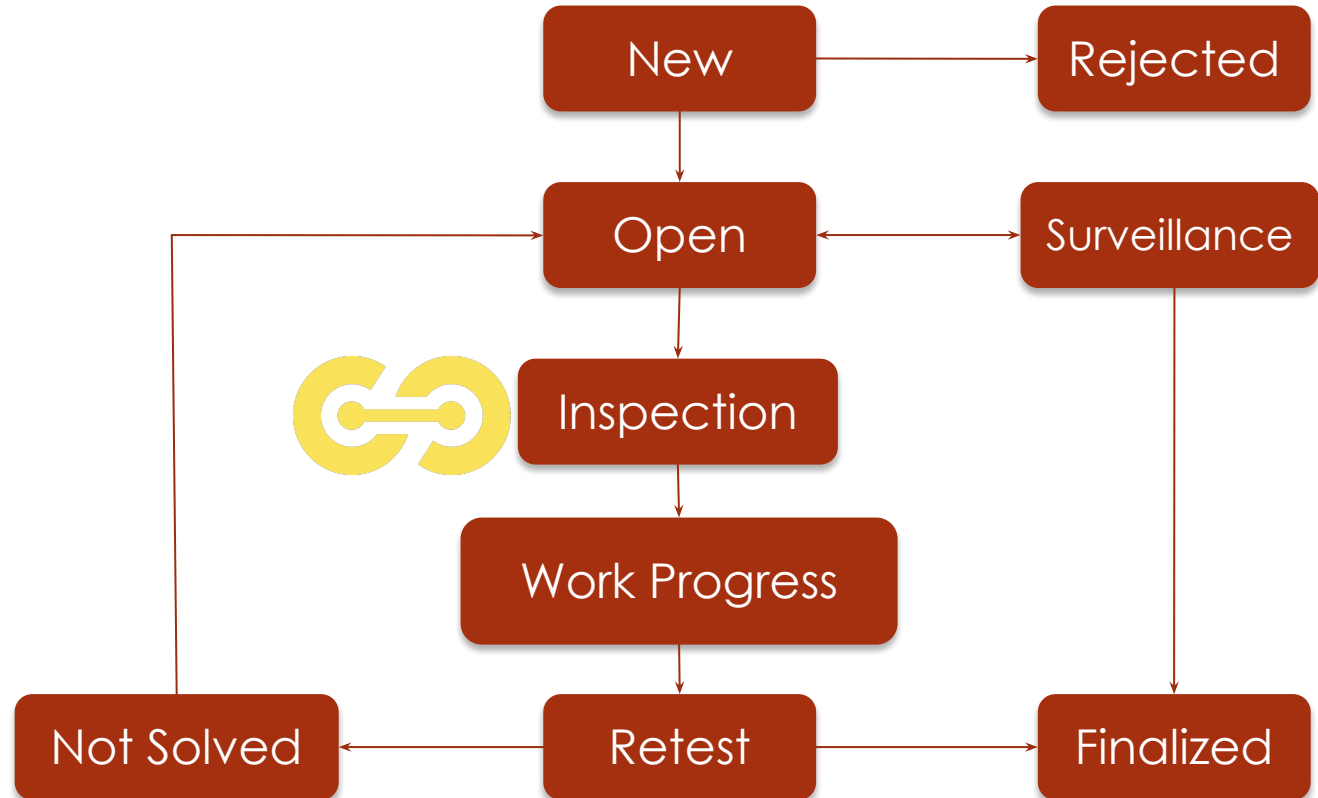 New
Rejected
Open
Surveillance
Inspection
Work Progress
Not Solved
Retest
Finalized